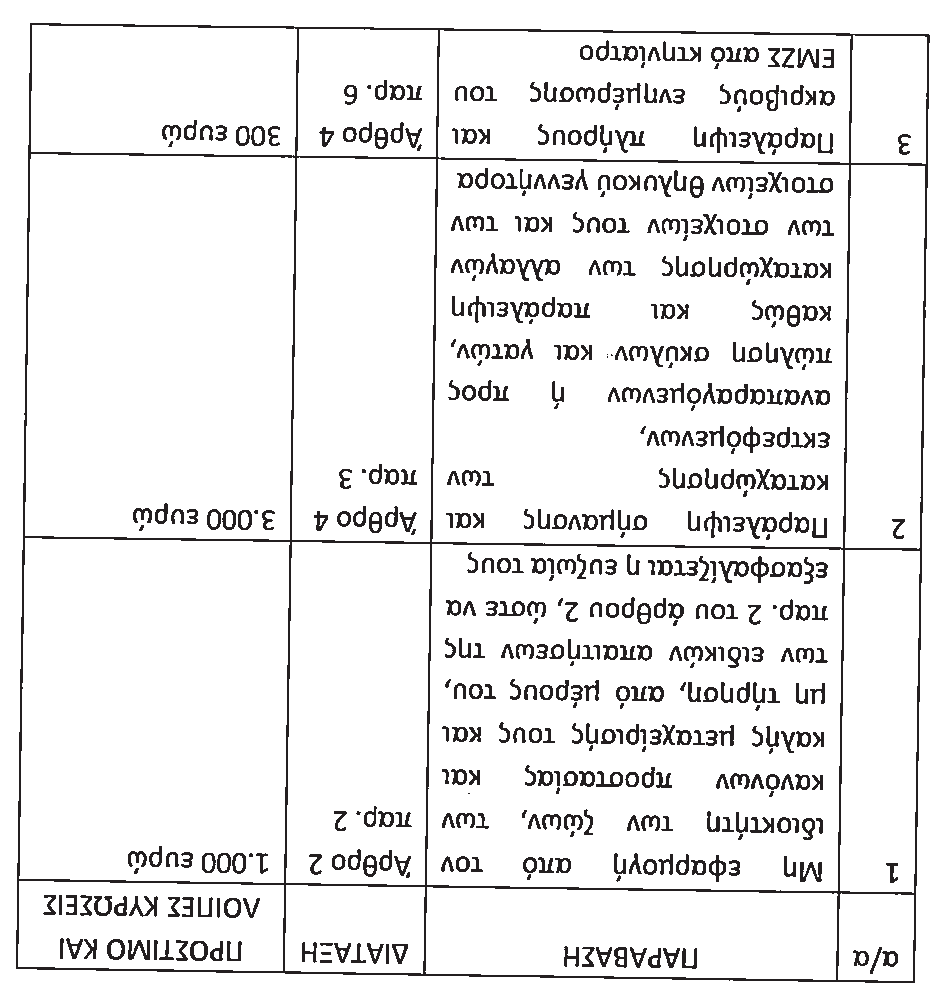 α/α ΠΑΡΑΒΑΣΗ ΔΙΑΤΑΞΗ ΠΡΟΣΤΙΜΟ ΚΑΙ
ΛΟΙΠΕΣ ΚΥΡΩΣΕΙΣ
1 Μη εφαρμογή από τον Άρθρο 2 1.000 ευρώ
ιδιοκτήτη των ζώων, των παρ. 2
κανόνων προστασίας και
καλής μεταχείρισής τους και
μη τήρηση, από μέρους του,
των ειδικών απαιτήσεων της
παρ. 2 του άρθρου 2, ώστε να
εξασφαλίζεται η ευζωία τους
2 Παράλειψη σήμανσης και Άρθρο 4 3.000 ευρώ
καταχώρησης των παρ. 3
εκτρεφόμενων,
αναπαραγόμενων ή προς
πώληση σκύλων και γατών,
καθώς και παράλειψη
καταχώρησης των αλλαγών
των στοιχείων τους και των
στοιχείων θηλυκού γεννήτορα
3 Παράλειψη πλήρους και Άρθρο 4 300 ευρώ
ακριβούς ενημέρωσης του παρ. 6
ΕΜΖΣ από κτηνίατρο